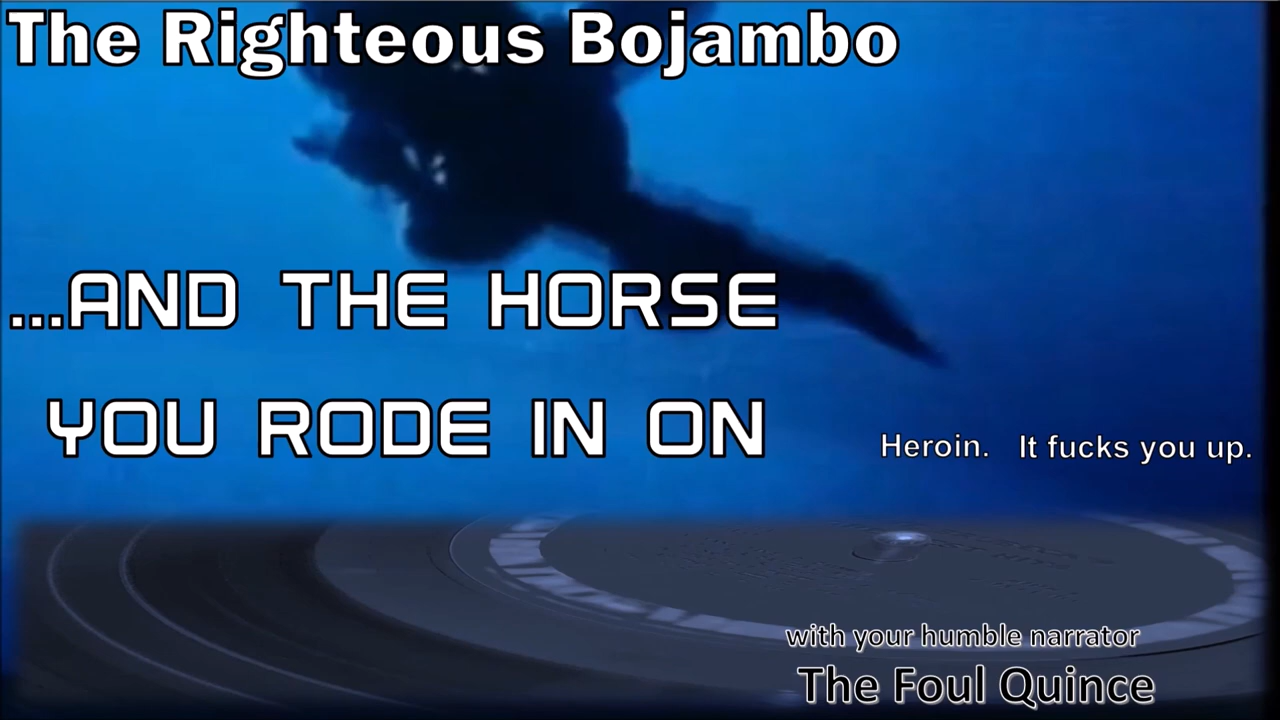 The Righteous Bojambo
...AND THE HORSE
YOU RODE IN ON
Heroin. It fucks you up.
with your humble narrator
The Foul Quince